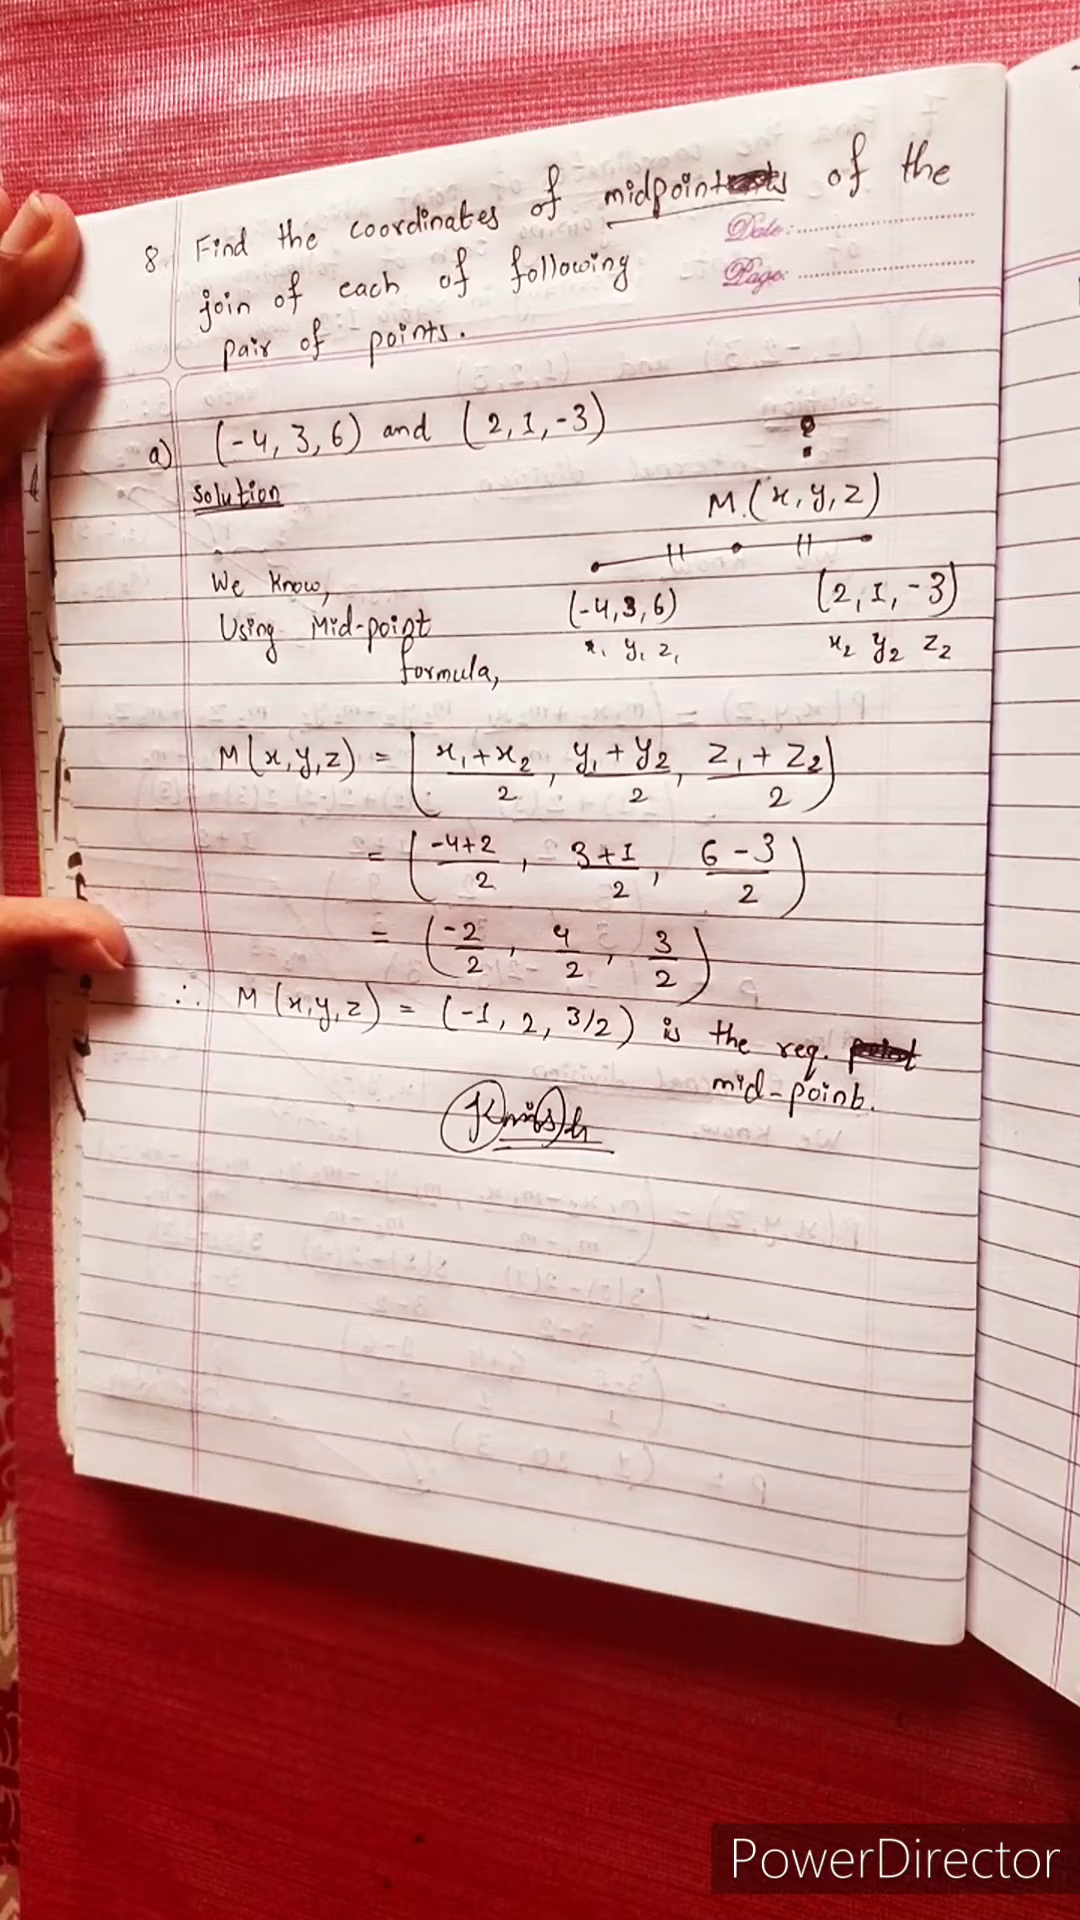 8. Find the coordinates of midpoint of the
Date:
join of each of following
Page:
pair of points.
a) (-4, 3, 6) and (2, 1, -3)
Solution
M.(x, y, z)
We know,
(-4, 3, 6) (2, 1, -3)
Using Mid-point
x₁ y₁ z₁ x₂ y₂ z₂
formula,
M(x, y, z) = (x₁+x₂/2, y₁+y₂/2, z₁+z₂/2)
= (-4+2/2, 3+1/2, 6-3/2)
= (-2/2, 4/2, 3/2)
∴ M(x, y, z) = (-1, 2, 3/2) is the req.
mid-point.
PowerDirector